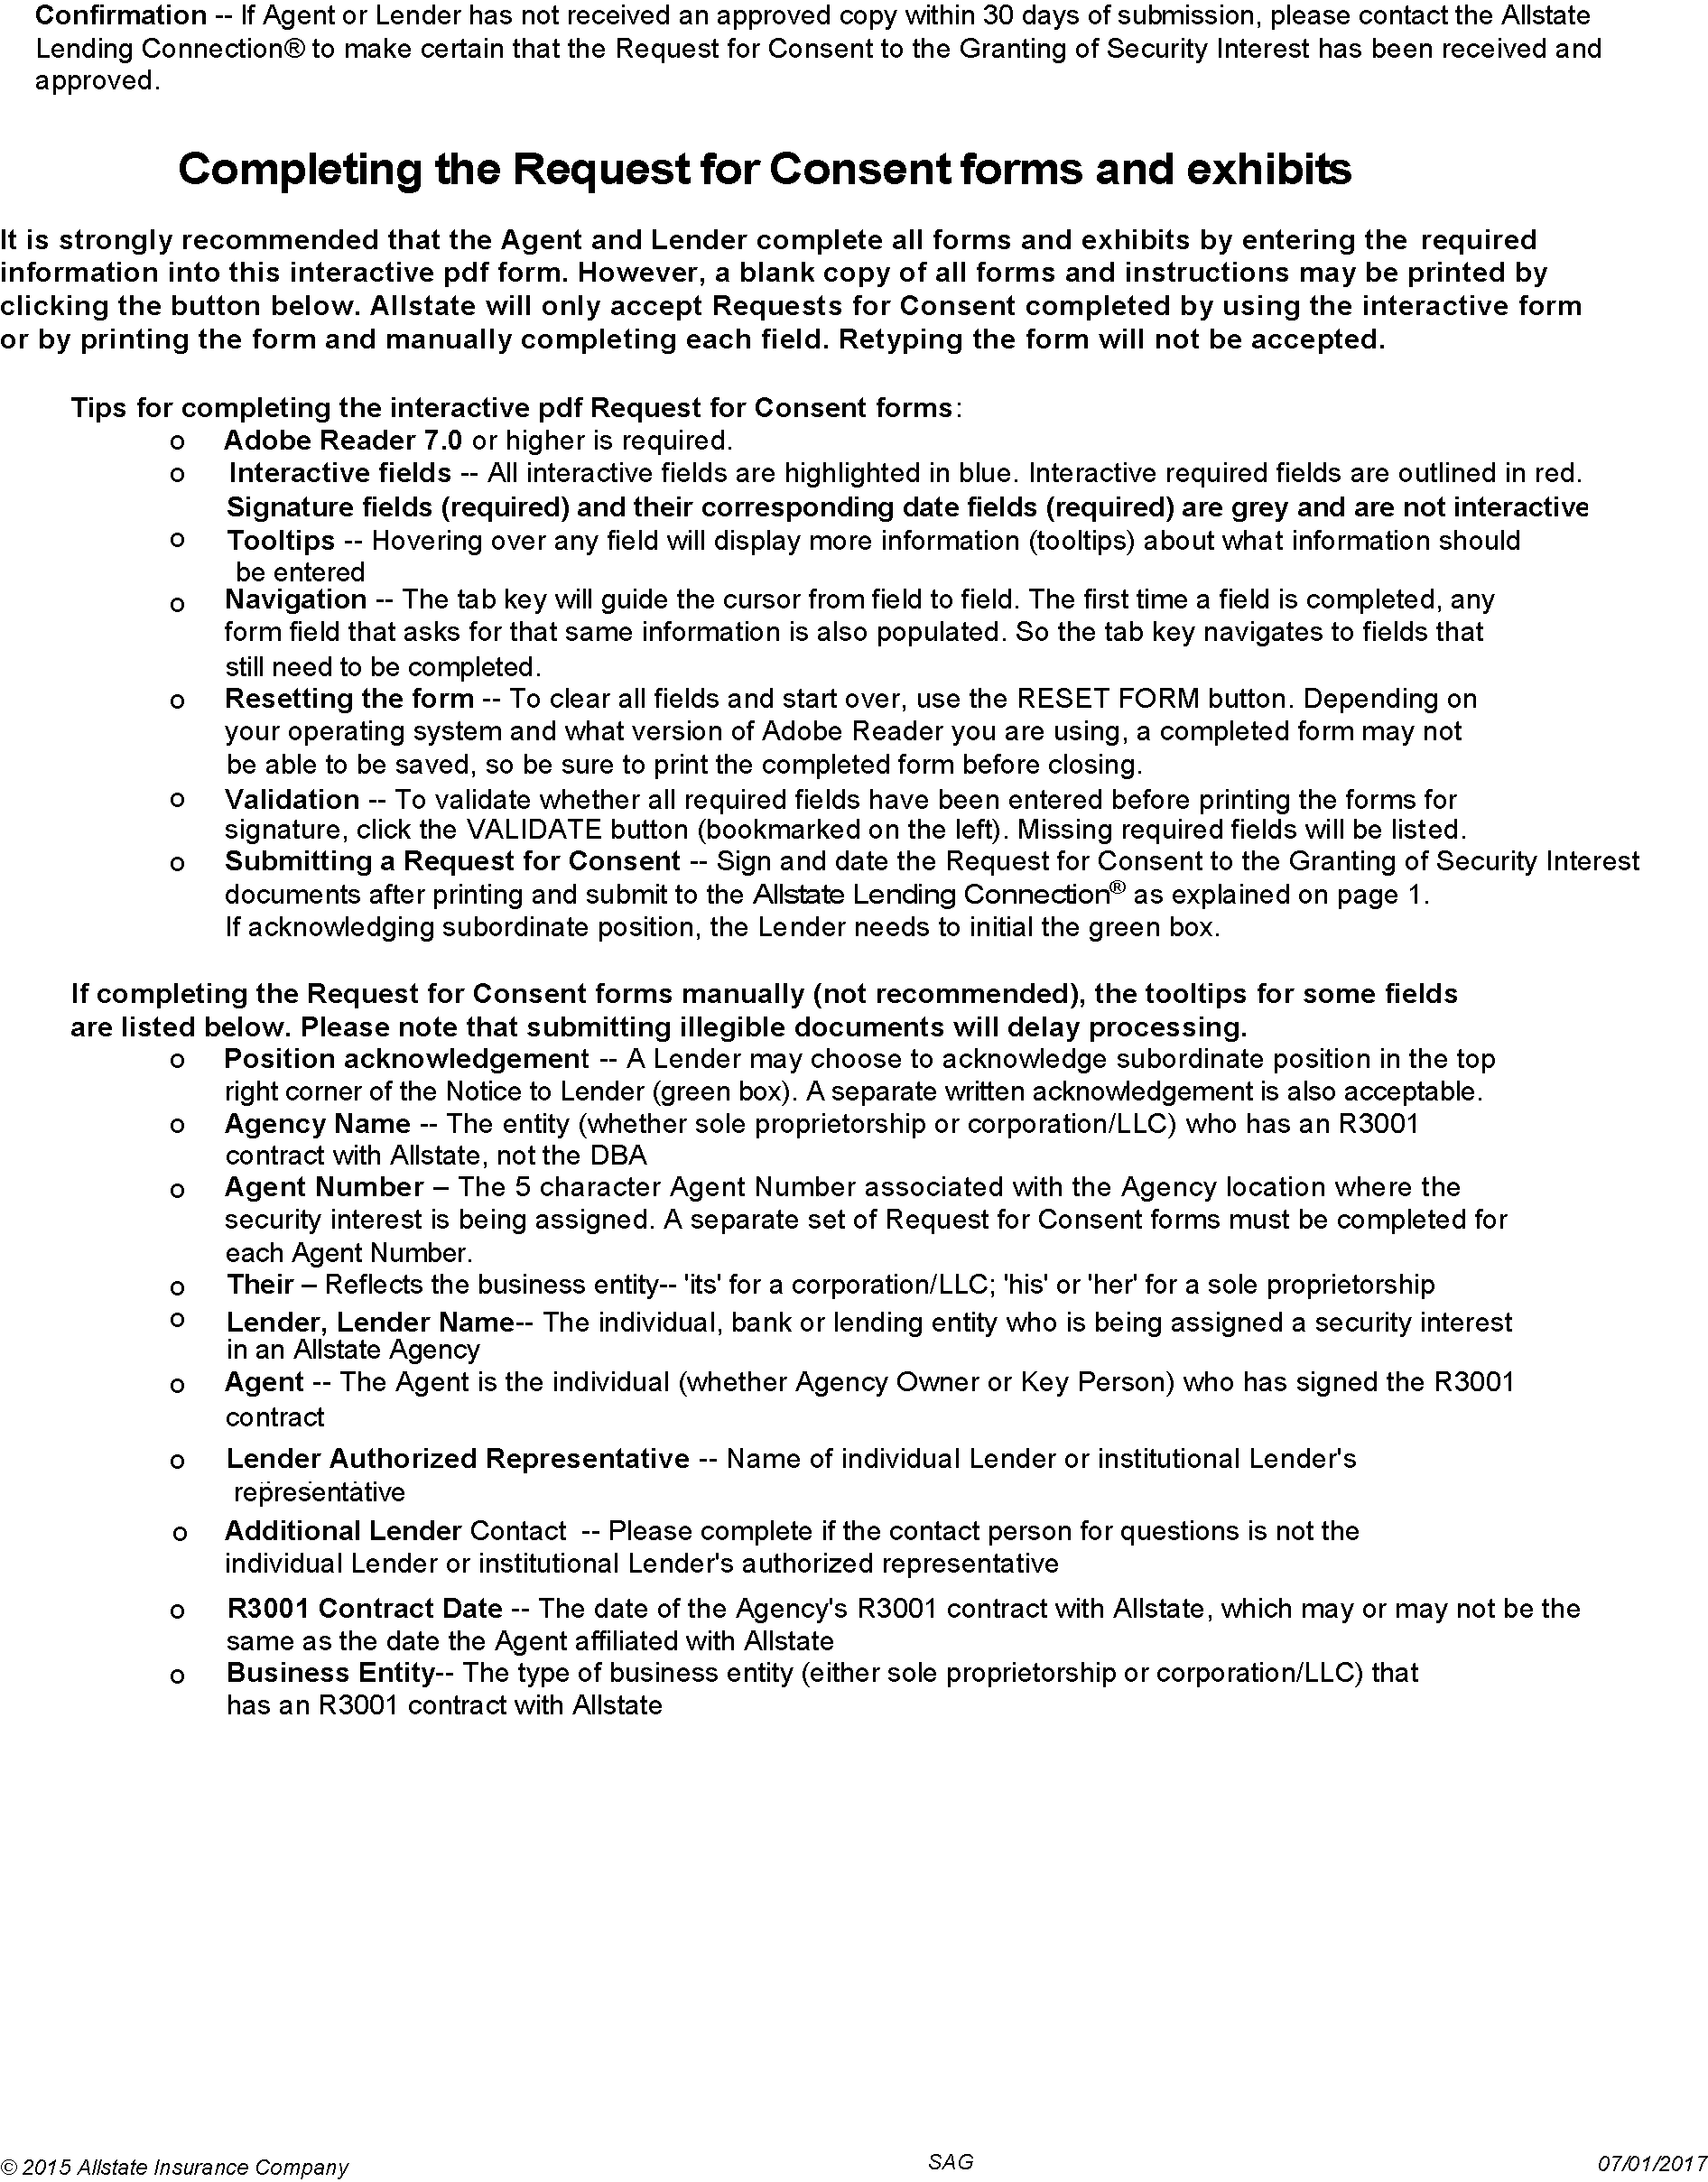 Confirmation -- If Agent or Lender has not received an approved copy within 30 days of submission, please contact the Allstate
Lending Connection® to make certain that the Request for Consent to the Granting of Security Interest has been received and
approved.
Completing the Request for Consent forms and exhibits
It is strongly recommended that the Agent and Lender complete all forms and exhibits by entering the required
information into this interactive pdf form. However, a blank copy of all forms and instructions may be printed by
clicking the button below. Allstate will only accept Requests for Consent completed by using the interactive form
or by printing the form and manually completing each field. Retyping the form will not be accepted.
Tips for completing the interactive pdf Request for Consent forms:
o Adobe Reader 7.0 or higher is required.
o Interactive fields -- All interactive fields are highlighted in blue. Interactive required fields are outlined in red.
Signature fields (required) and their corresponding date fields (required) are grey and are not interactive
o Tooltips -- Hovering over any field will display more information (tooltips) about what information should
be entered
o Navigation -- The tab key will guide the cursor from field to field. The first time a field is completed, any
form field that asks for that same information is also populated. So the tab key navigates to fields that
still need to be completed.
o Resetting the form -- To clear all fields and start over, use the RESET FORM button. Depending on
your operating system and what version of Adobe Reader you are using, a completed form may not
be able to be saved, so be sure to print the completed form before closing.
o Validation -- To validate whether all required fields have been entered before printing the forms for
signature, click the VALIDATE button (bookmarked on the left). Missing required fields will be listed.
o Submitting a Request for Consent -- Sign and date the Request for Consent to the Granting of Security Interest
documents after printing and submit to the Allstate Lending Connection® as explained on page 1.
If acknowledging subordinate position, the Lender needs to initial the green box.
If completing the Request for Consent forms manually (not recommended), the tooltips for some fields
are listed below. Please note that submitting illegible documents will delay processing.
o Position acknowledgement -- A Lender may choose to acknowledge subordinate position in the top
right corner of the Notice to Lender (green box). A separate written acknowledgement is also acceptable.
o Agency Name -- The entity (whether sole proprietorship or corporation/LLC) who has an R3001
contract with Allstate, not the DBA
o Agent Number – The 5 character Agent Number associated with the Agency location where the
security interest is being assigned. A separate set of Request for Consent forms must be completed for
each Agent Number.
o Their – Reflects the business entity-- 'its' for a corporation/LLC; 'his' or 'her' for a sole proprietorship
o Lender, Lender Name-- The individual, bank or lending entity who is being assigned a security interest
in an Allstate Agency
o Agent -- The Agent is the individual (whether Agency Owner or Key Person) who has signed the R3001
contract
o Lender Authorized Representative -- Name of individual Lender or institutional Lender's
representative
o Additional Lender Contact -- Please complete if the contact person for questions is not the
individual Lender or institutional Lender's authorized representative
o R3001 Contract Date -- The date of the Agency's R3001 contract with Allstate, which may or may not be the
same as the date the Agent affiliated with Allstate
o Business Entity-- The type of business entity (either sole proprietorship or corporation/LLC) that
has an R3001 contract with Allstate
© 2015 Allstate Insurance Company SAG 07/01/2017